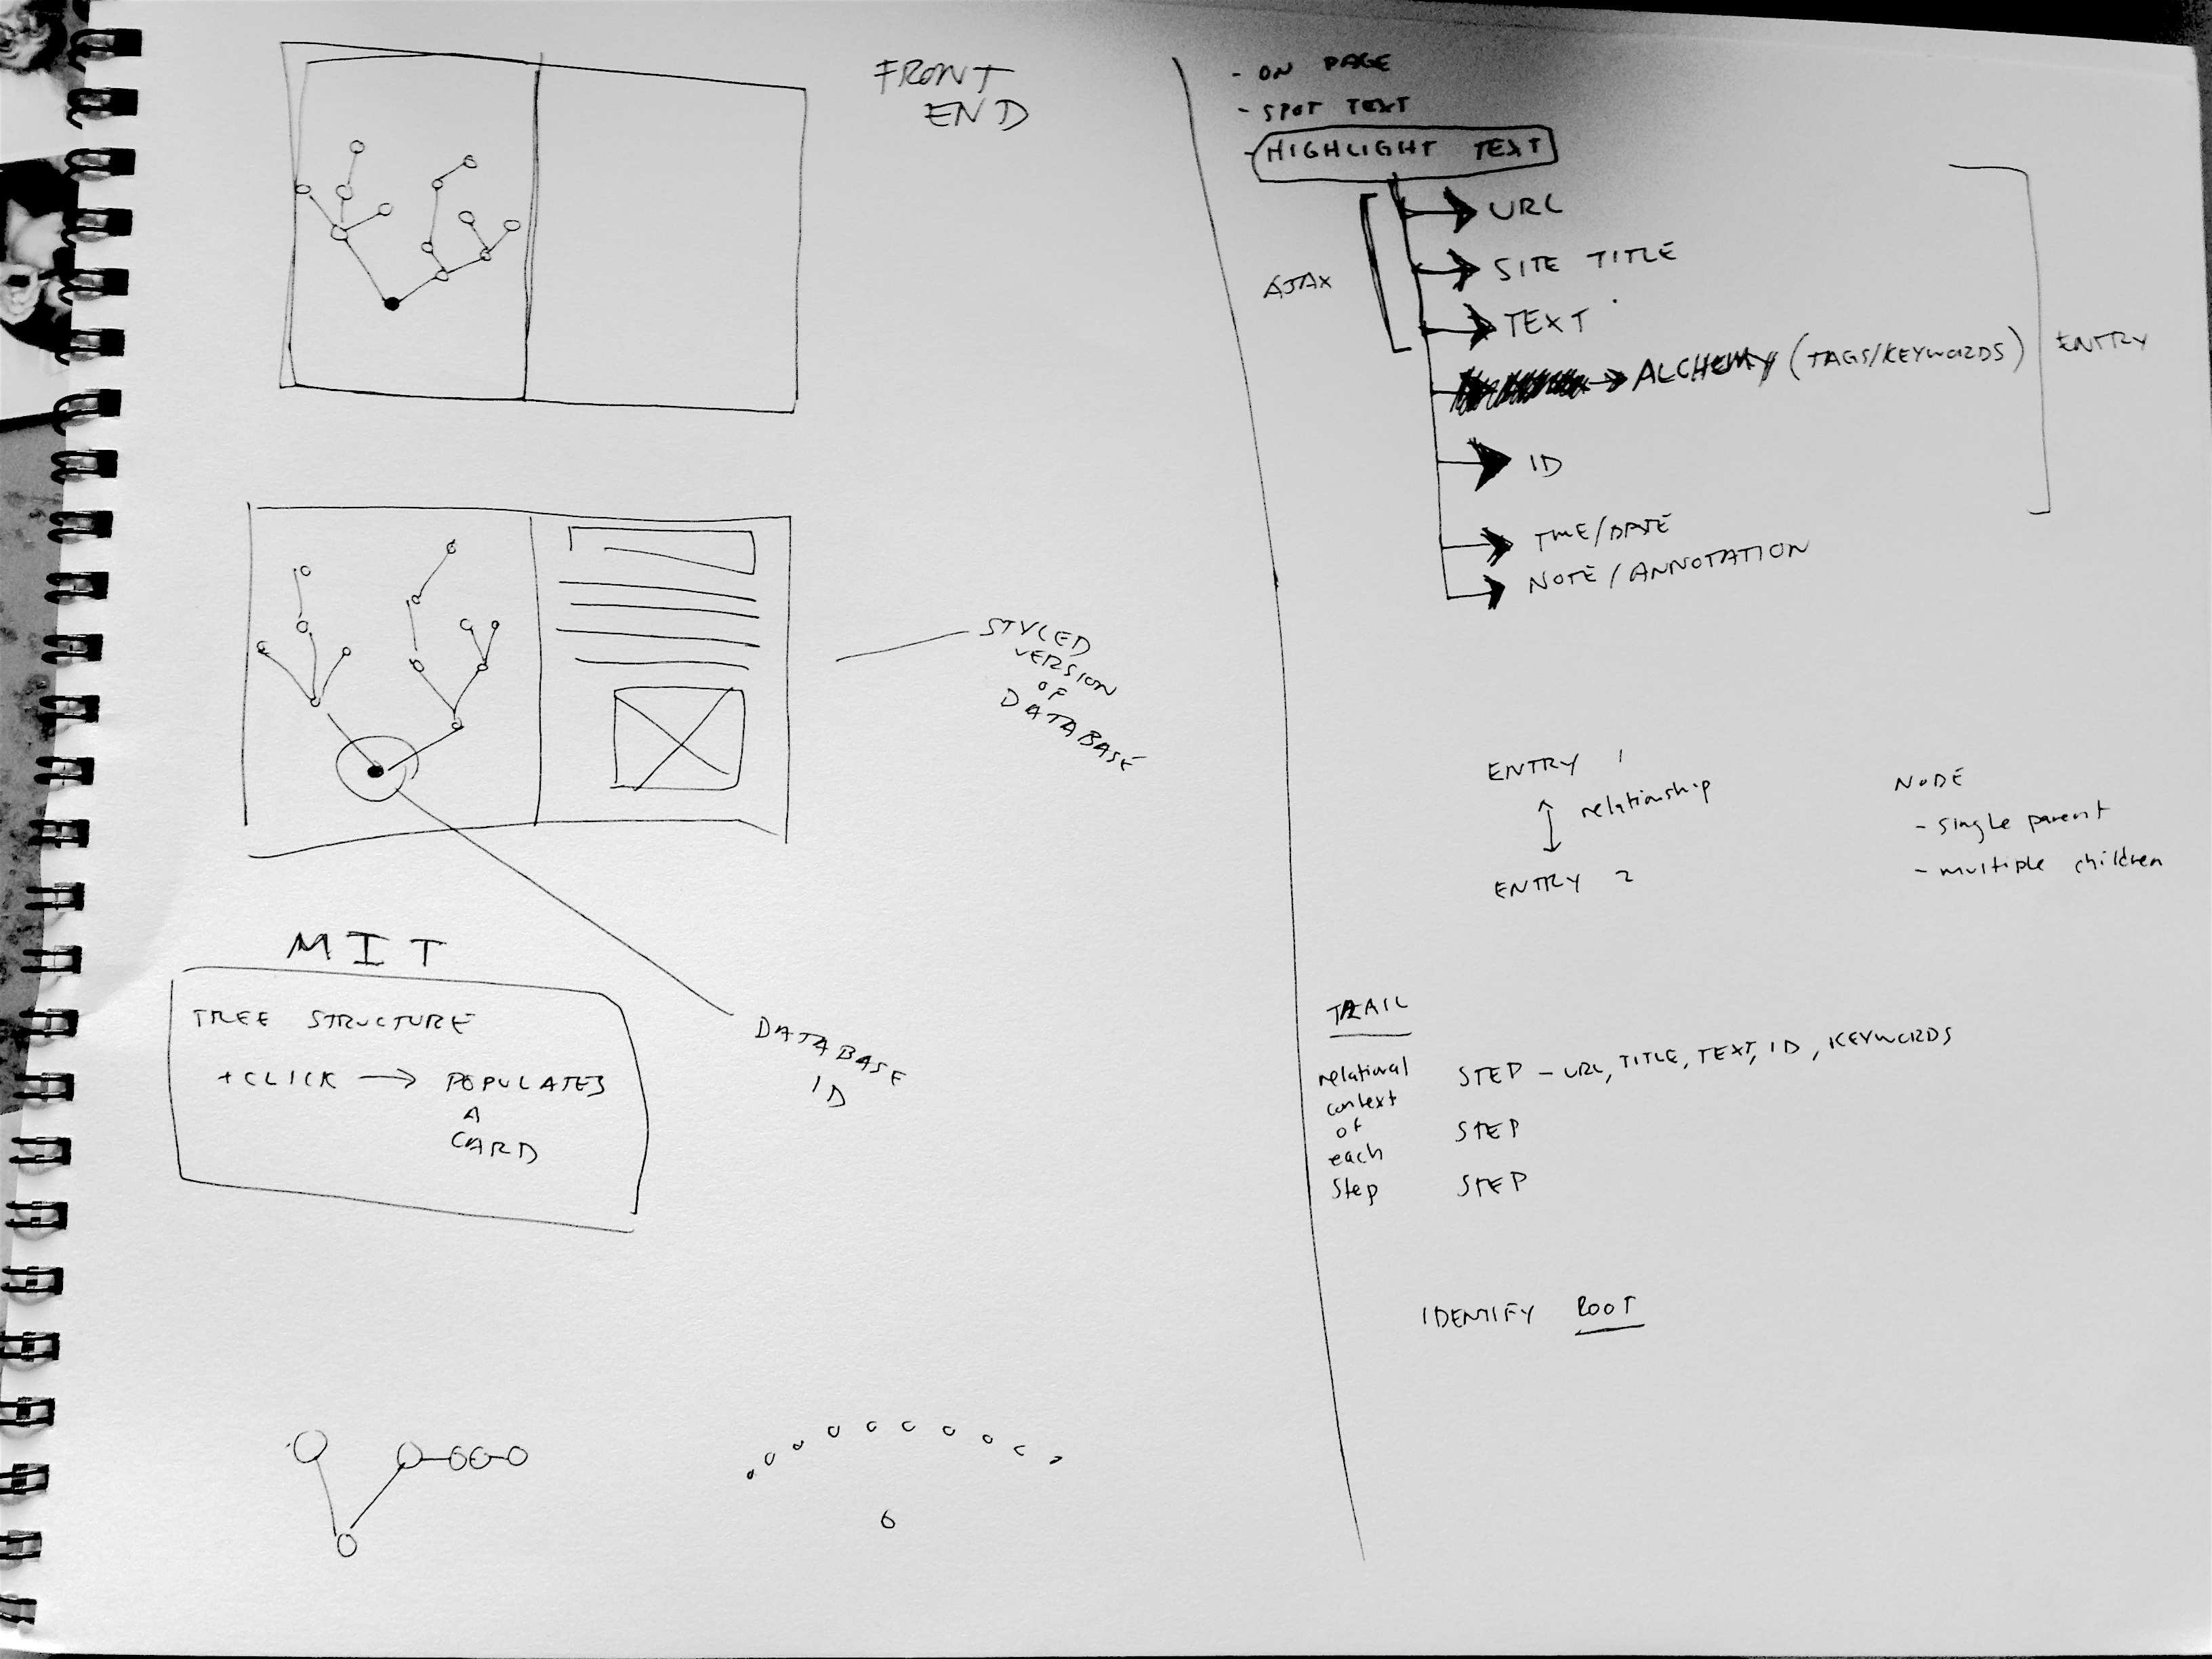 FRONT
END
STYLED
VERSION
OF
DATABASE
MIT
TREE STRUCTURE
+ CLICK → POPULATES
A
CARD
DATABASE
ID
- ON PAGE
- SPOT TEXT
- HIGHLIGHT TEXT
AJAX
URL
SITE TITLE
TEXT
→ ALCHEMY (TAGS/KEYWORDS)
ID
TIME/DATE
NOTE/ANNOTATION
ENTRY
ENTRY 1
relationship
ENTRY 2
NODE
- single parent
- multiple children
TRAIL
relational
context
of
each
step
STEP - URL, TITLE, TEXT, ID, KEYWORDS
STEP
STEP
IDENTIFY ROOT